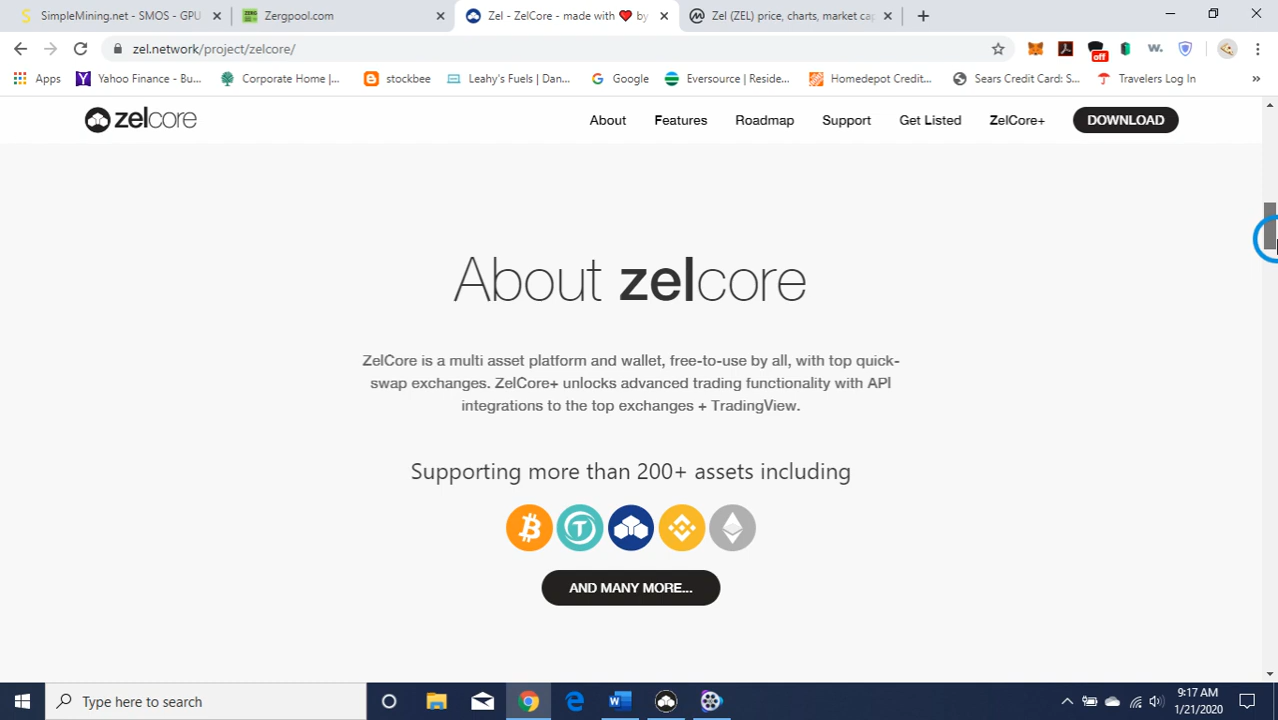 SimpleMining.net - SMOS - GPU
Zergpool.com
Zel - ZelCore - made with ❤️ by
Zel (ZEL) price, charts, market cap
zel.network/project/zelcore/
Apps
Yahoo Finance - Bu...
Corporate Home |...
stockbee
Leahy's Fuels | Dan...
Google
Eversource | Reside...
Homedepot Credit...
Sears Credit Card: S...
Travelers Log In
off
w.
zelcore
About
Features
Roadmap
Support
Get Listed
ZelCore+
DOWNLOAD
About zelcore
ZelCore is a multi asset platform and wallet, free-to-use by all, with top quick-
swap exchanges. ZelCore+ unlocks advanced trading functionality with API
integrations to the top exchanges + TradingView.
Supporting more than 200+ assets including
AND MANY MORE...
Type here to search
9:17 AM
1/21/2020